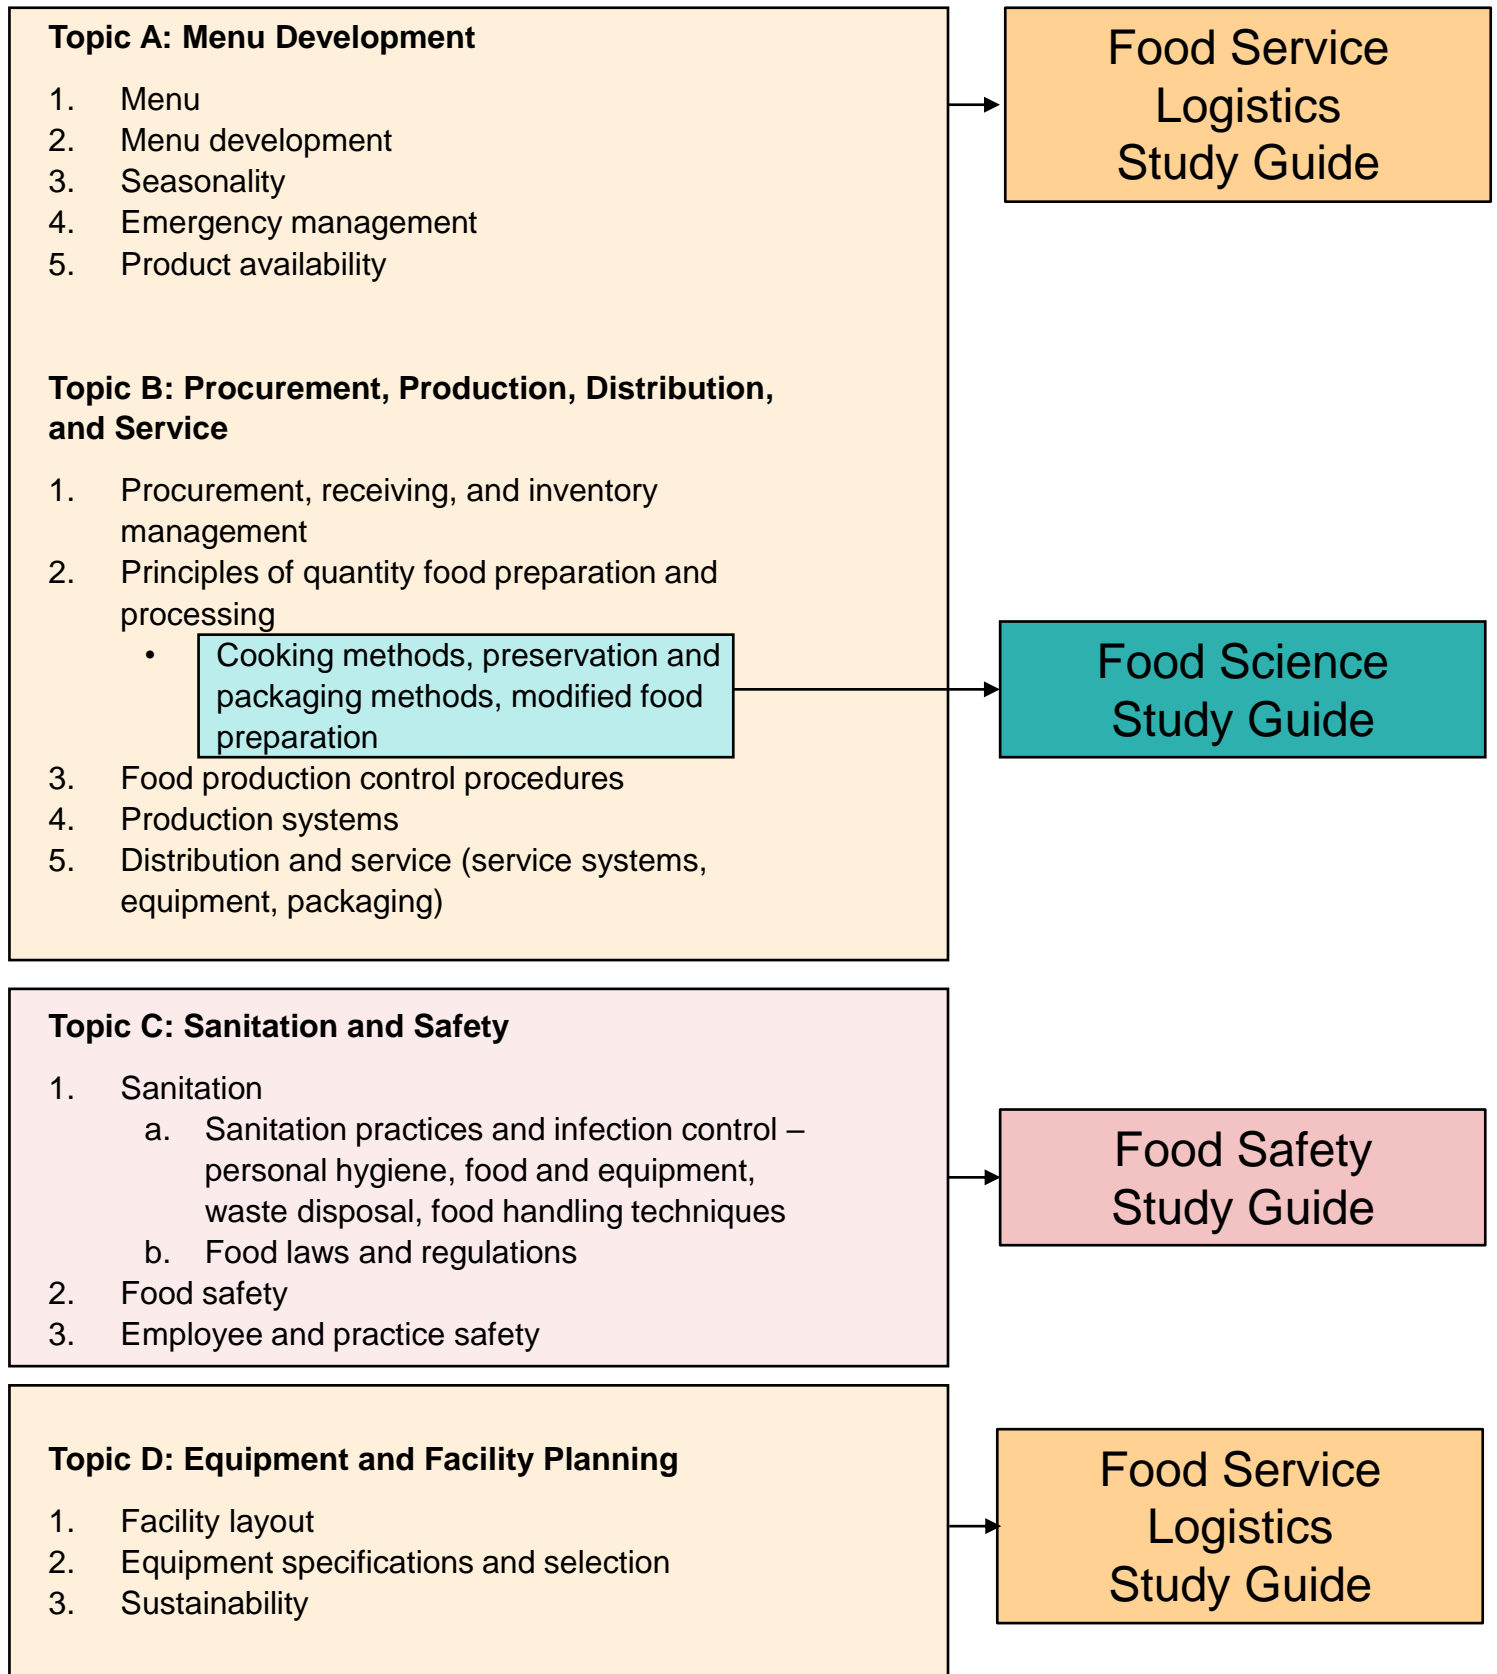 Topic A: Menu Development
1. Menu
2. Menu development
3. Seasonality
4. Emergency management
5. Product availability
Food Service
Logistics
Study Guide
Topic B: Procurement, Production, Distribution,
and Service
1. Procurement, receiving, and inventory
management
2. Principles of quantity food preparation and
processing
• Cooking methods, preservation and
packaging methods, modified food
preparation
3. Food production control procedures
4. Production systems
5. Distribution and service (service systems,
equipment, packaging)
Food Science
Study Guide
Topic C: Sanitation and Safety
1. Sanitation
a. Sanitation practices and infection control –
personal hygiene, food and equipment,
waste disposal, food handling techniques
b. Food laws and regulations
2. Food safety
3. Employee and practice safety
Food Safety
Study Guide
Topic D: Equipment and Facility Planning
1. Facility layout
2. Equipment specifications and selection
3. Sustainability
Food Service
Logistics
Study Guide